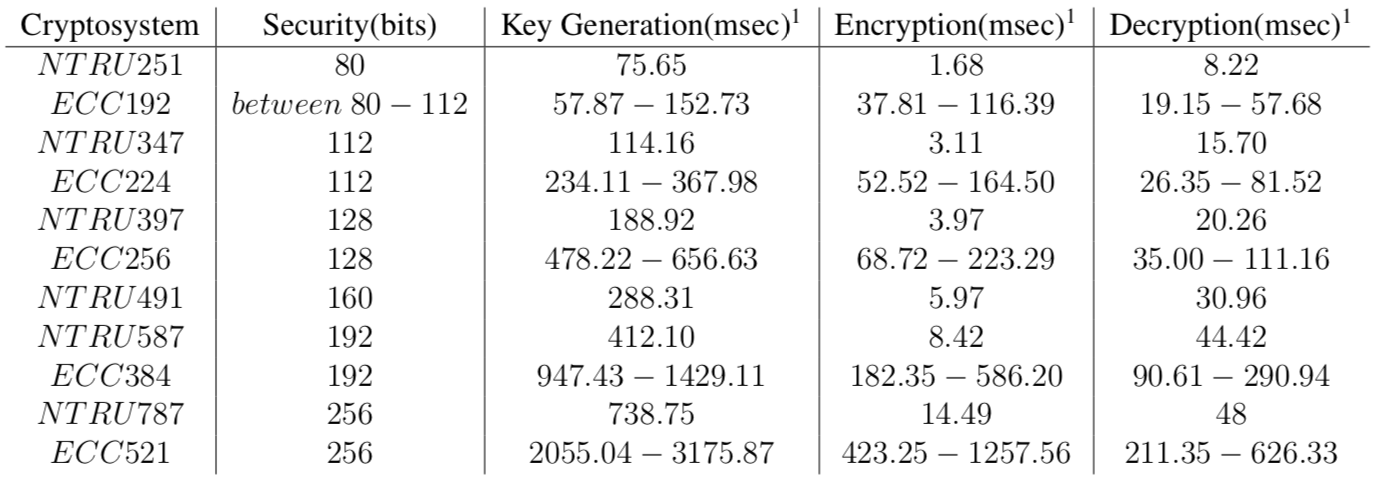 Cryptosystem Security(bits) Key Generation(msec)¹ Encryption(msec)¹ Decryption(msec)¹
NTRU251 80 75.65 1.68 8.22
ECC192 between 80 − 112 57.87 − 152.73 37.81 − 116.39 19.15 − 57.68
NTRU347 112 114.16 3.11 15.70
ECC224 112 234.11 − 367.98 52.52 − 164.50 26.35 − 81.52
NTRU397 128 188.92 3.97 20.26
ECC256 128 478.22 − 656.63 68.72 − 223.29 35.00 − 111.16
NTRU491 160 288.31 5.97 30.96
NTRU587 192 412.10 8.42 44.42
ECC384 192 947.43 − 1429.11 182.35 − 586.20 90.61 − 290.94
NTRU787 256 738.75 14.49 48
ECC521 256 2055.04 − 3175.87 423.25 − 1257.56 211.35 − 626.33